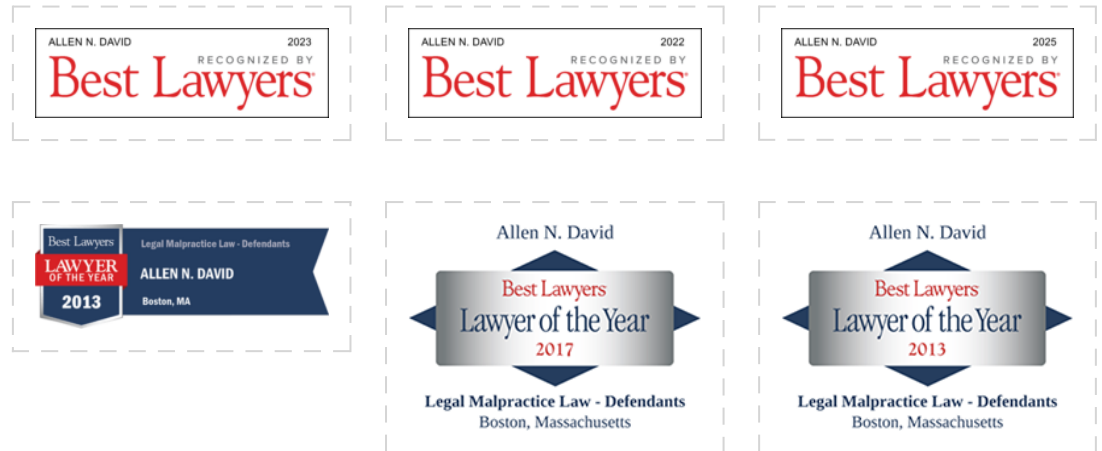 ALLEN N. DAVID 2023
RECOGNIZED BY
Best Lawyers®
ALLEN N. DAVID 2022
RECOGNIZED BY
Best Lawyers®
ALLEN N. DAVID 2025
RECOGNIZED BY
Best Lawyers®
Best Lawyers
LAWYER
OF THE YEAR
2013
Legal Malpractice Law - Defendants
ALLEN N. DAVID
Boston, MA
Allen N. David
Best Lawyers
Lawyer of the Year
2017
Legal Malpractice Law - Defendants
Boston, Massachusetts
Allen N. David
Best Lawyers
Lawyer of the Year
2013
Legal Malpractice Law - Defendants
Boston, Massachusetts